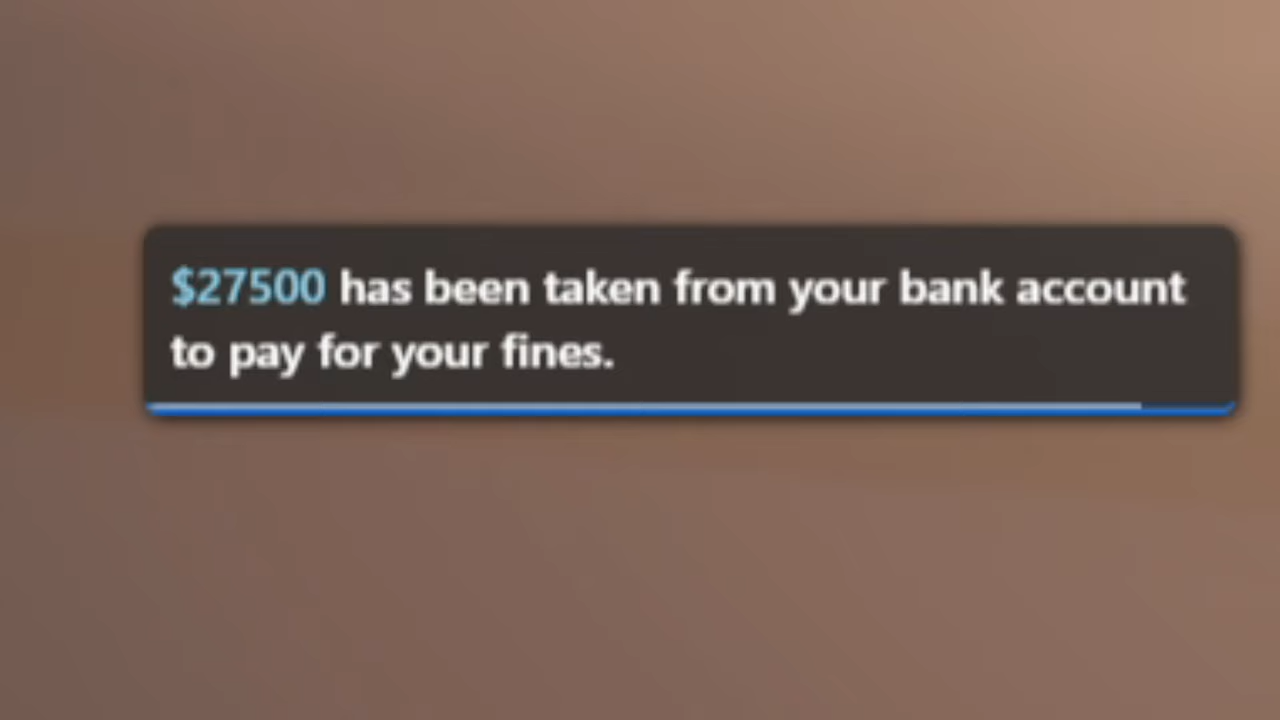 $27500 has been taken from your bank account
to pay for your fines.